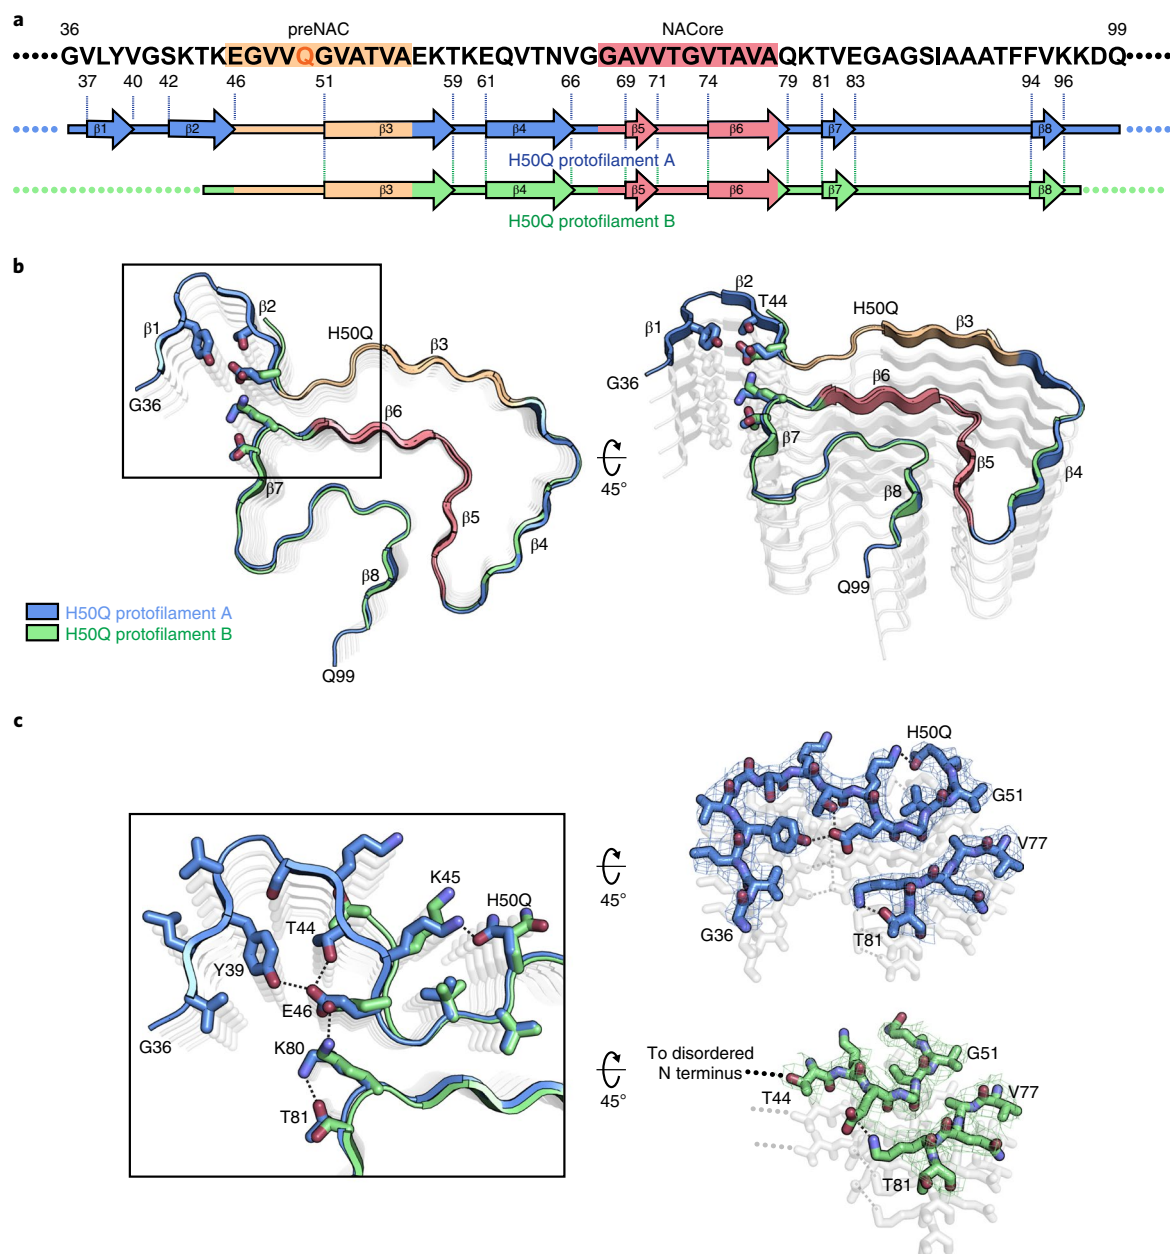 a
36 preNAC NACore 99
GVLYVGSKTKEGVVQGVATVAEKTKEQVTNVGGAVVTGVTAVAQKTVEGAGSIAAATFFVKKDQ
37 40 42 46 51 59 61 66 69 71 74 79 81 83 94 96
β1 β2 β3 β4 β5 β6 β7 β8
H50Q protofilament A
β3 β4 β5 β6 β7 β8
H50Q protofilament B
b
β2
β1
H50Q
β3
G36
β6
β7
β5
β4
β8
Q99
H50Q protofilament A
H50Q protofilament B
45°
β2
T44
β1
H50Q
β3
G36
β6
β7
β5
β4
β8
Q99
c
K45
H50Q
T44
Y39
E46
G36
K80
T81
45°
H50Q
G51
V77
G36
T81
45°
To disordered
N terminus
G51
T44
V77
T81